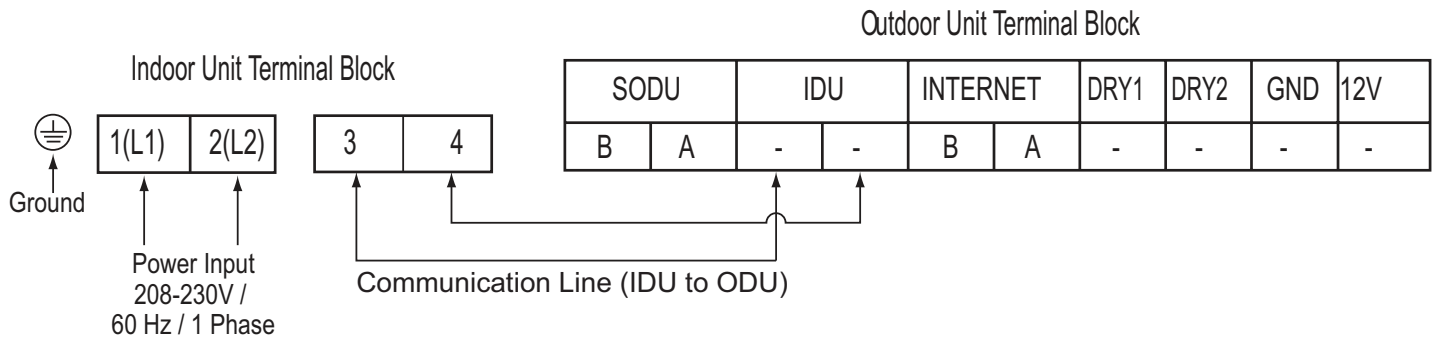 Outdoor Unit Terminal Block
Indoor Unit Terminal Block
SODU IDU INTERNET DRY1 DRY2 GND 12V
1(L1) 2(L2) 3 4
B A - - B A - - - -
Ground
Power Input
208-230V /
60 Hz / 1 Phase
Communication Line (IDU to ODU)